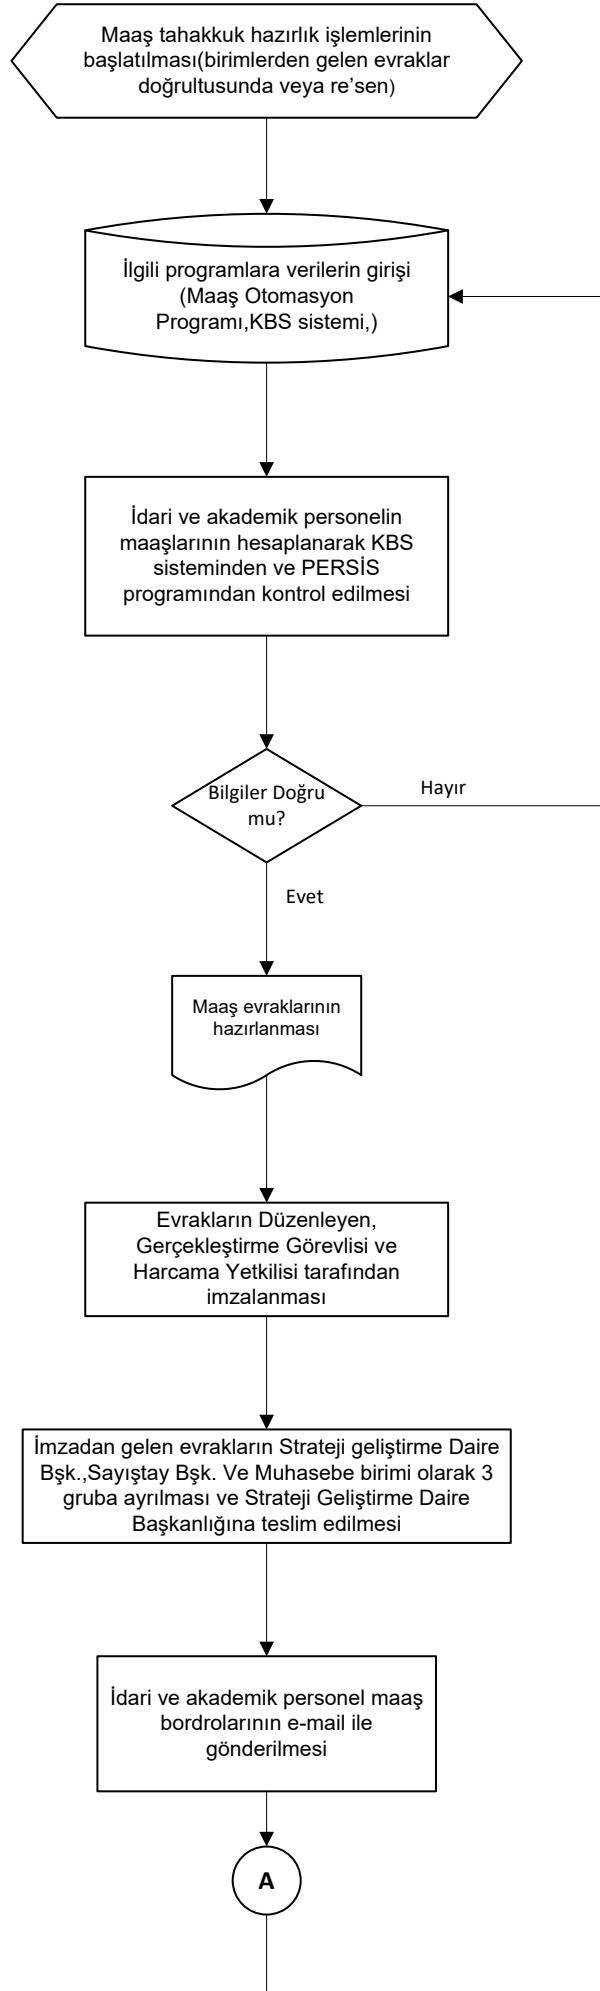 Maaş tahakkuk hazırlık işlemlerinin
başlatılması(birimlerden gelen evraklar
doğrultusunda veya re’sen)
İlgili programlara verilerin girişi
(Maaş Otomasyon
Programı,KBS sistemi,)
İdari ve akademik personelin
maaşlarının hesaplanarak KBS
sisteminden ve PERSİS
programından kontrol edilmesi
Bilgiler Doğru
mu?
Hayır
Evet
Maaş evraklarının
hazırlanması
Evrakların Düzenleyen,
Gerçekleştirme Görevlisi ve
Harcama Yetkilisi tarafından
imzalanması
İmzadan gelen evrakların Strateji geliştirme Daire
Bşk.,Sayıştay Bşk. Ve Muhasebe birimi olarak 3
gruba ayrılması ve Strateji Geliştirme Daire
Başkanlığına teslim edilmesi
İdari ve akademik personel maaş
bordrolarının e-mail ile
gönderilmesi
A